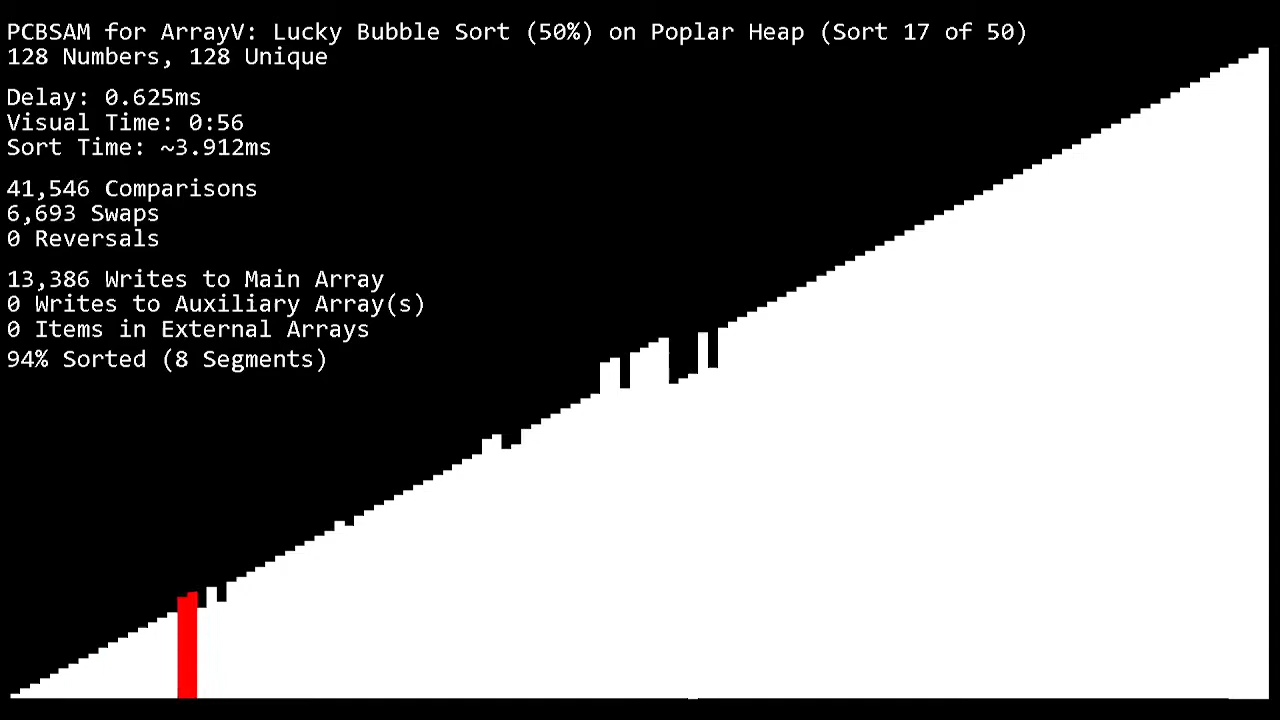 PCBSAM for ArrayV: Lucky Bubble Sort (50%) on Poplar Heap (Sort 17 of 50)
128 Numbers, 128 Unique
Delay: 0.625ms
Visual Time: 0:56
Sort Time: ~3.912ms
41,546 Comparisons
6,693 Swaps
0 Reversals
13,386 Writes to Main Array
0 Writes to Auxiliary Array(s)
0 Items in External Arrays
94% Sorted (8 Segments)